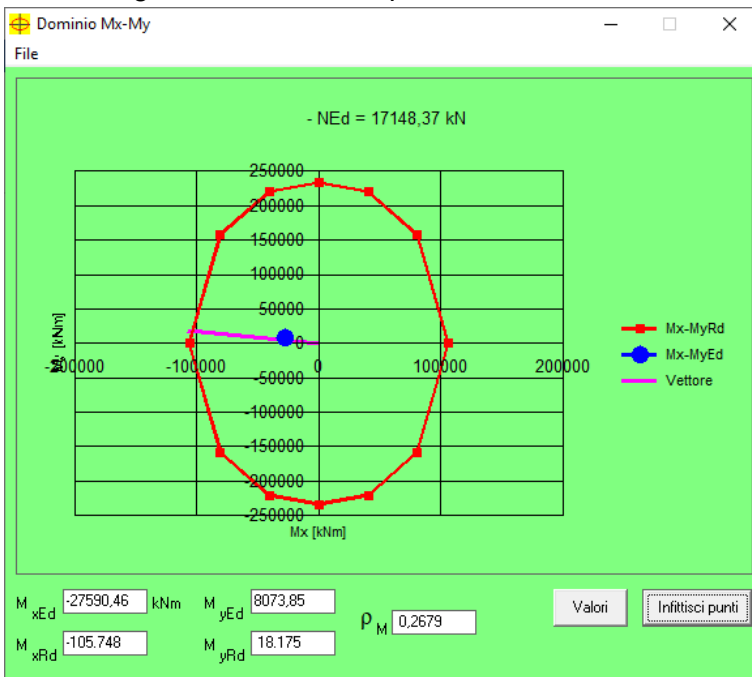 Dominio Mx-My
File
- NEd = 17148,37 kN
250000
200000
150000
100000
50000
0
-200000 -100000 0 100000 200000
-50000
-100000
-150000
-200000
-250000
Mx [kNm]
[kNm]
Mx-MyRd
Mx-MyEd
Vettore
M xEd -27590,46 kNm M yEd 8073,85
ρ M 0,2679
Valori Infittisci punti
M xRd -105.748 M yRd 18.175